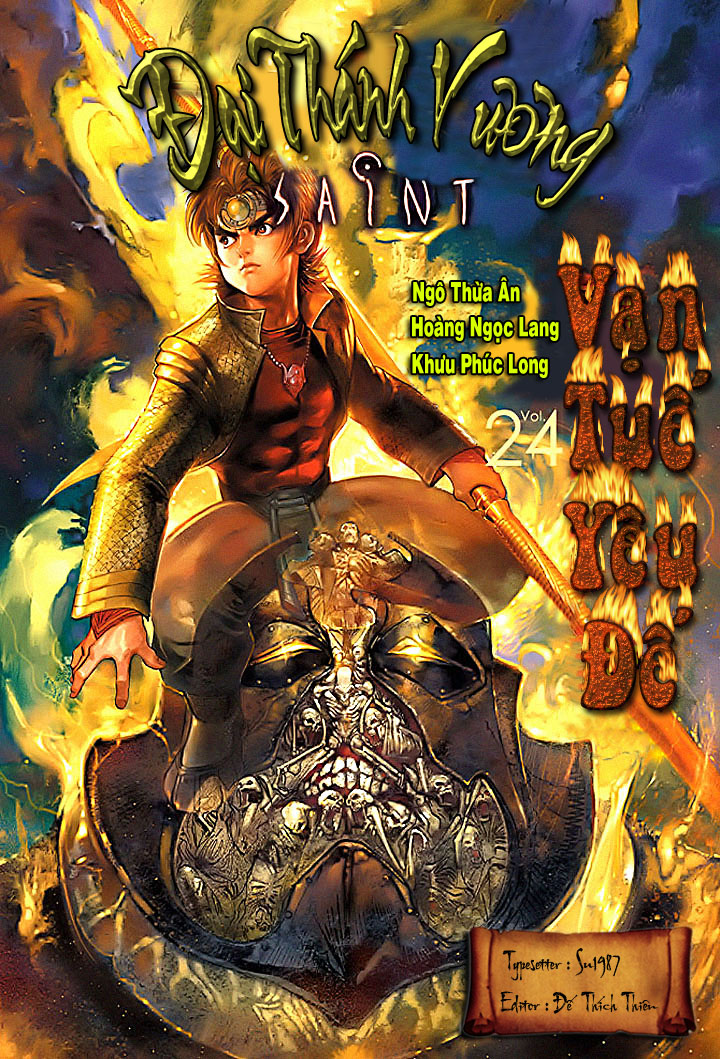 Đại Thánh Vương
SAINT
Ngô Thừa Ân
Hoàng Ngọc Lang
Khưu Phúc Long
Vol.
24
Vạn
Tuế
Yêu
Đế
Typesetter : Su1987
Editor : Đế Thích Thiên